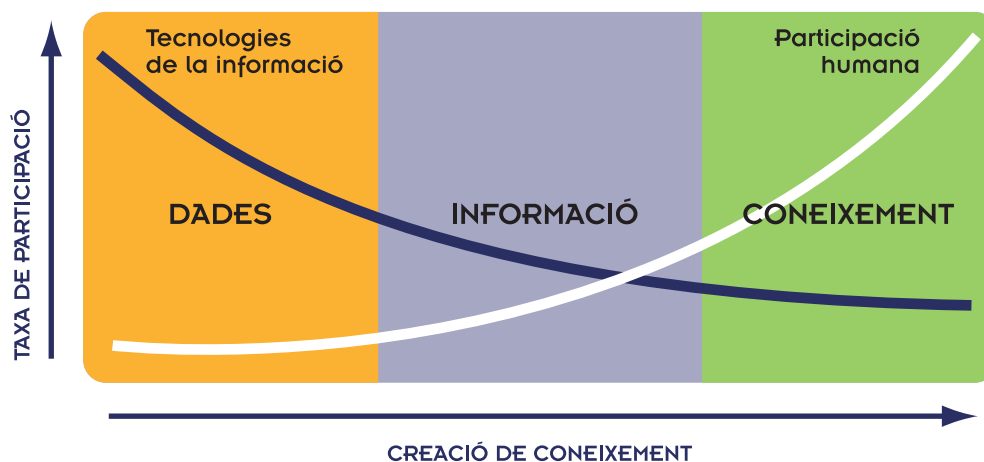 Tecnologies
de la informació
Participació
humana
TAXA DE PARTICIPACIÓ
DADES
INFORMACIÓ
CONEIXEMENT
CREACIÓ DE CONEIXEMENT